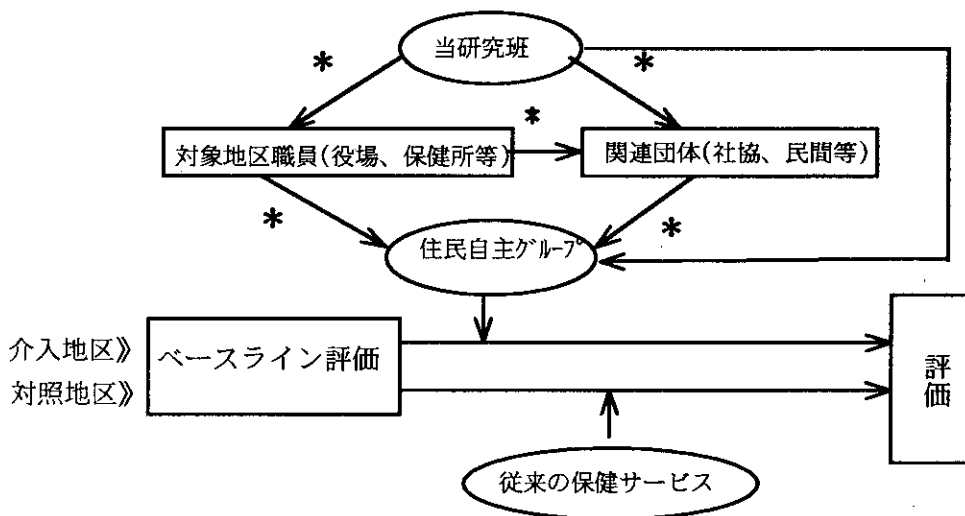 当研究班
*
*
*
対象地区職員(役場、保健所等)
関連団体(社協、民間等)
*
*
住民自主グループ
介入地区》
ベースライン評価
対照地区》
評価
従来の保健サービス